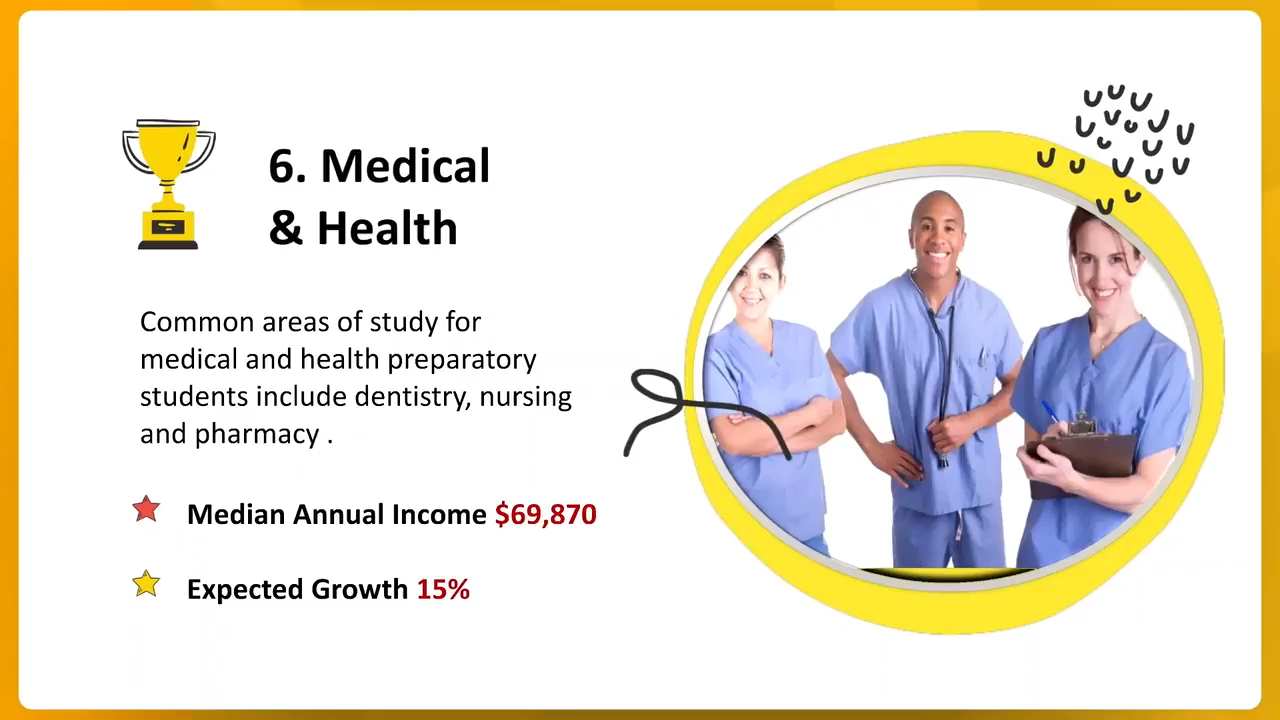 6. Medical
& Health
Common areas of study for
medical and health preparatory
students include dentistry, nursing
and pharmacy .
Median Annual Income $69,870
Expected Growth 15%